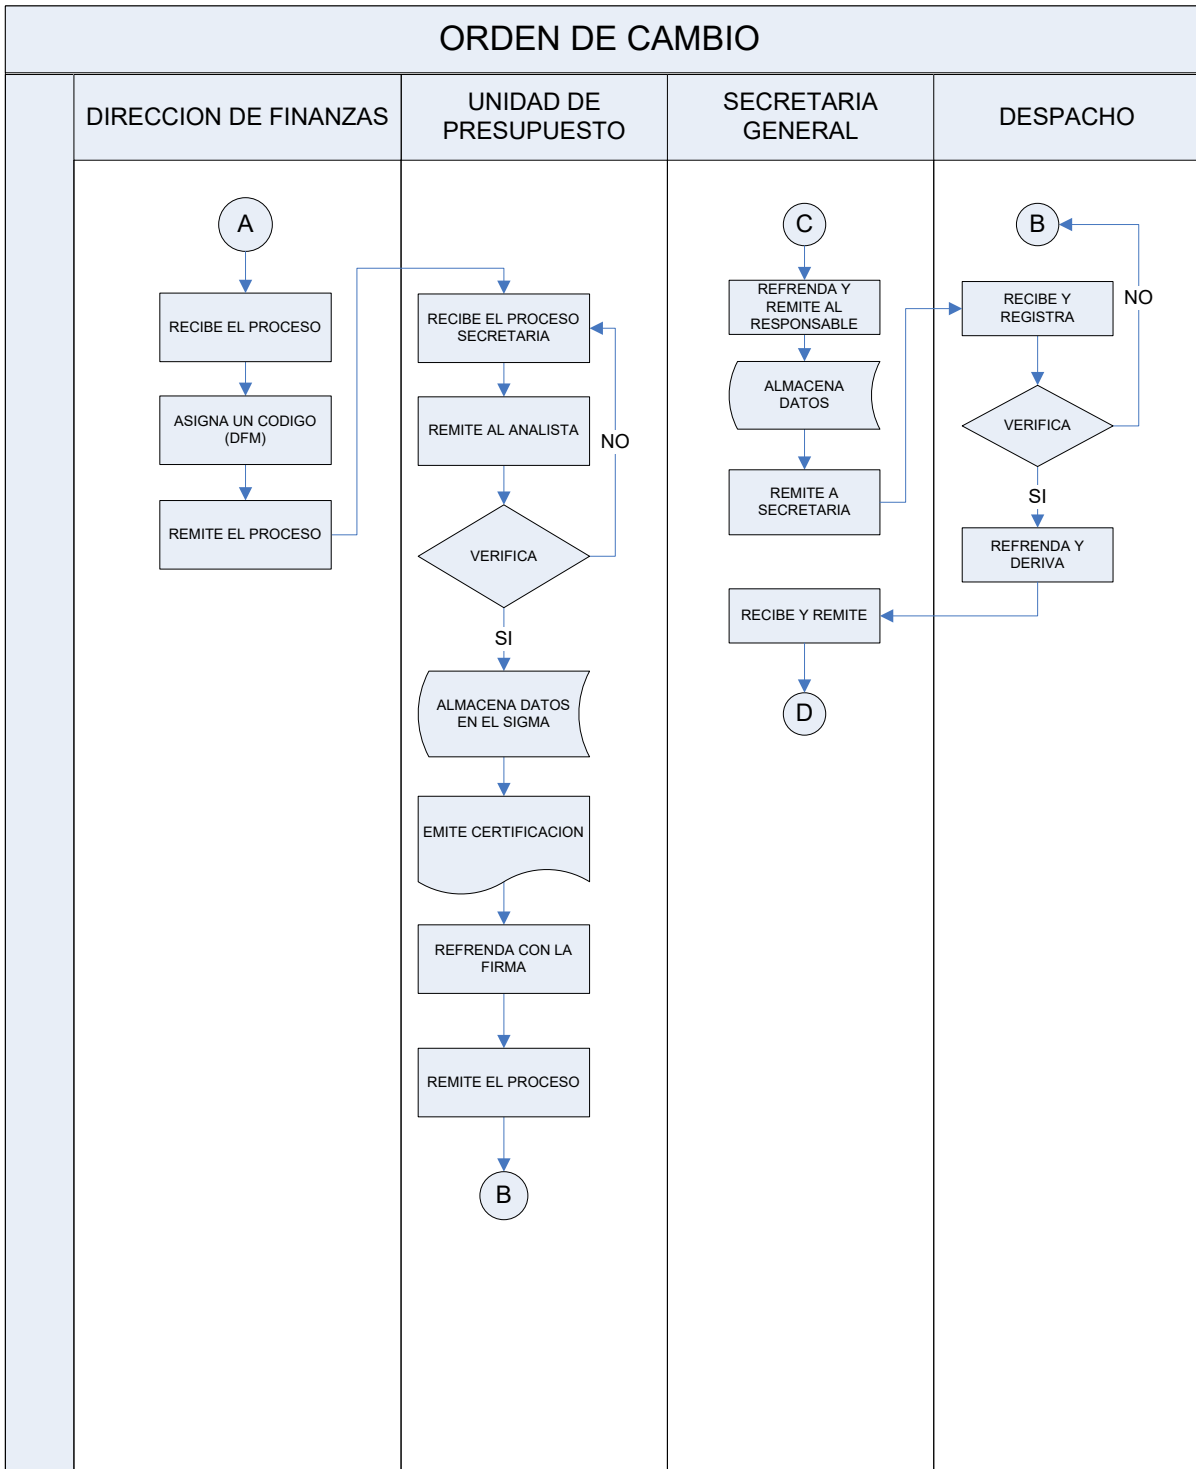 ORDEN DE CAMBIO
DIRECCION DE FINANZAS
UNIDAD DE
PRESUPUESTO
SECRETARIA
GENERAL
DESPACHO
A
RECIBE EL PROCESO
ASIGNA UN CODIGO
(DFM)
REMITE EL PROCESO
RECIBE EL PROCESO
SECRETARIA
REMITE AL ANALISTA
NO
VERIFICA
SI
ALMACENA DATOS
EN EL SIGMA
EMITE CERTIFICACION
REFRENDA CON LA
FIRMA
REMITE EL PROCESO
B
C
REFRENDA Y
REMITE AL
RESPONSABLE
ALMACENA
DATOS
REMITE A
SECRETARIA
RECIBE Y REMITE
D
B
NO
RECIBE Y
REGISTRA
VERIFICA
SI
REFRENDA Y
DERIVA